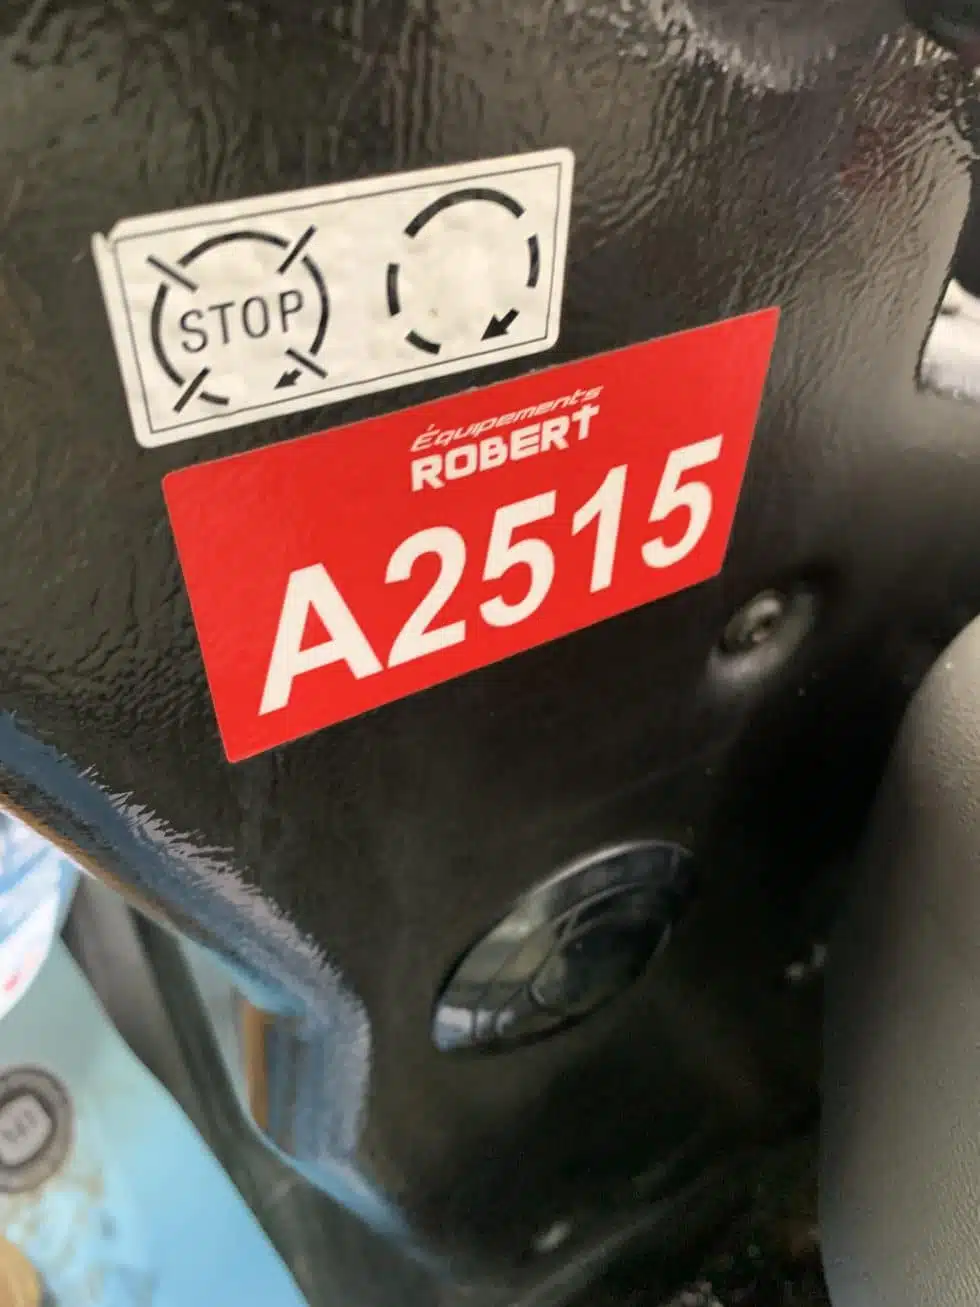 STOP
Équipements
ROBERT
A2515